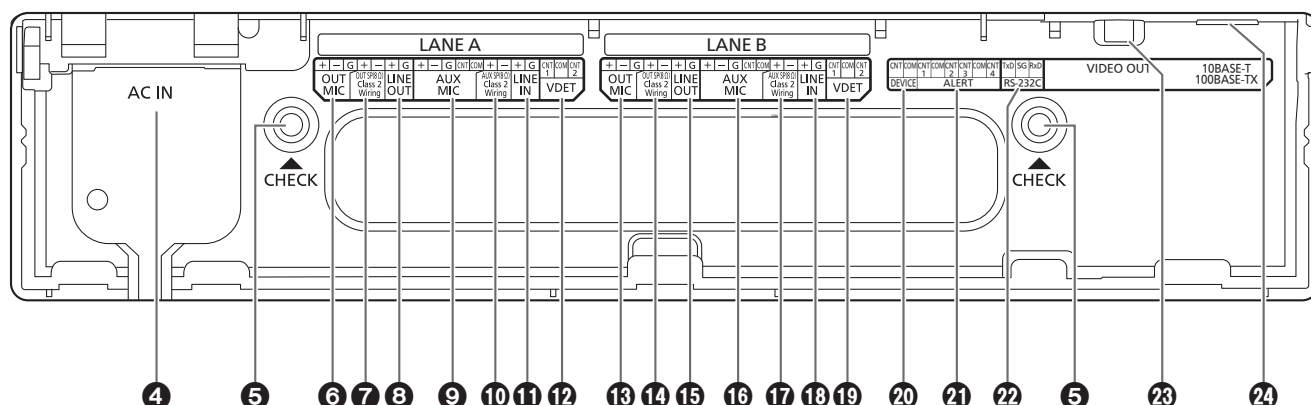 LANE A
LANE B
+ − G + − + G + − G CNT COM + − + G CNT 1 COM CNT 2
OUT MIC
OUT SP(8Ω) Class 2 Wiring
LINE OUT
AUX MIC
AUX SP(8Ω) Class 2 Wiring
LINE IN
VDET
+ − G + − + G + − G CNT COM + − + G CNT 1 COM CNT 2
OUT MIC
OUT SP(8Ω) Class 2 Wiring
LINE OUT
AUX MIC
AUX SP(8Ω) Class 2 Wiring
LINE IN
VDET
CNT COM CNT 1 COM CNT 2 CNT 3 COM CNT 4 TxD SG RxD
DEVICE
ALERT
RS-232C
VIDEO OUT
10BASE-T
100BASE-TX
AC IN
CHECK
CHECK
4 5 6 7 8 9 10 11 12 13 14 15 16 17 18 19 20 21 22 5 23 24